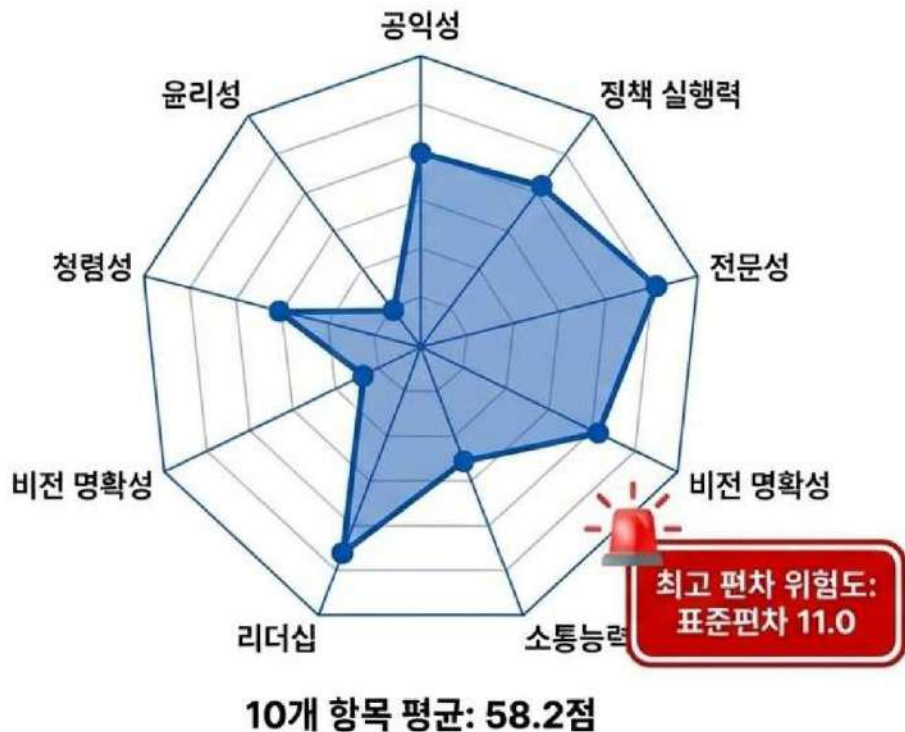 공익성
윤리성
징책 실행력
청렴성
전문성
비전 명확성
비전 명확성
최고 편차 위험도:
표준편차 11.0
리더십
소통능력
10개 항목 평균: 58.2점